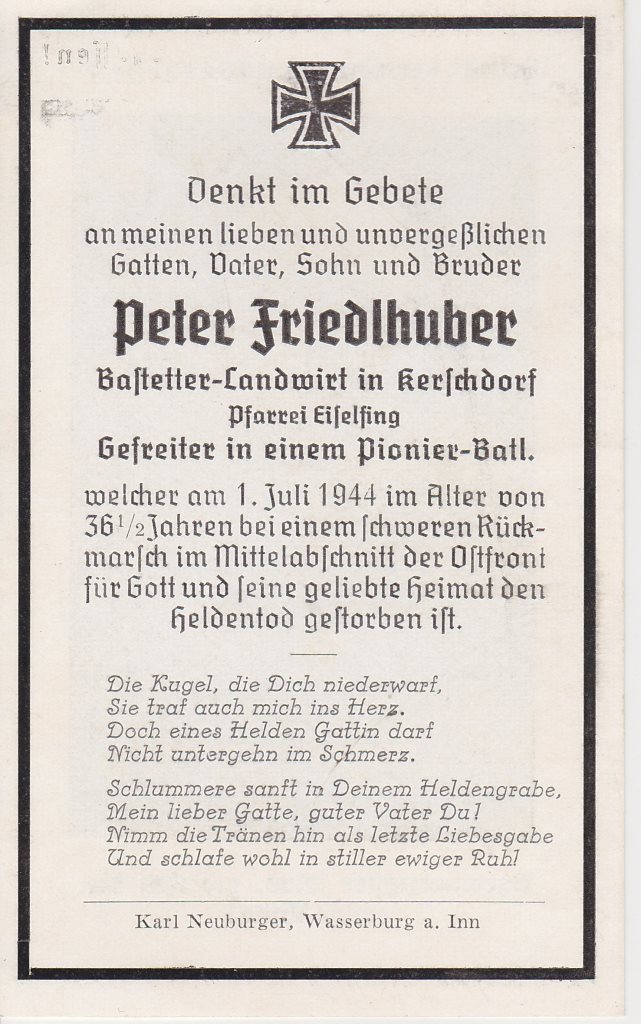 Denkt im Gebete
an meinen lieben und unvergeßlichen
Gatten, Vater, Sohn und Bruder
Peter Friedlhuber
Bastetter-Landwirt in Kerschdorf
Pfarrei Eiselfing
Gefreiter in einem Pionier-Batl.
welcher am 1. Juli 1944 im Alter von
36 1/2 Jahren bei einem schweren Rück-
marsch im Mittelabschnitt der Ostfront
für Gott und seine geliebte Heimat den
Heldentod gestorben ist.
Die Kugel, die Dich niederwarf,
Sie traf auch mich ins Herz.
Doch eines Helden Gattin darf
Nicht untergehn im Schmerz.
Schlummere sanft in Deinem Heldengrabe,
Mein lieber Gatte, guter Vater Du!
Nimm die Tränen hin als letzte Liebesgabe
Und schlafe wohl in stiller ewiger Ruh!
Karl Neuburger, Wasserburg a. Inn